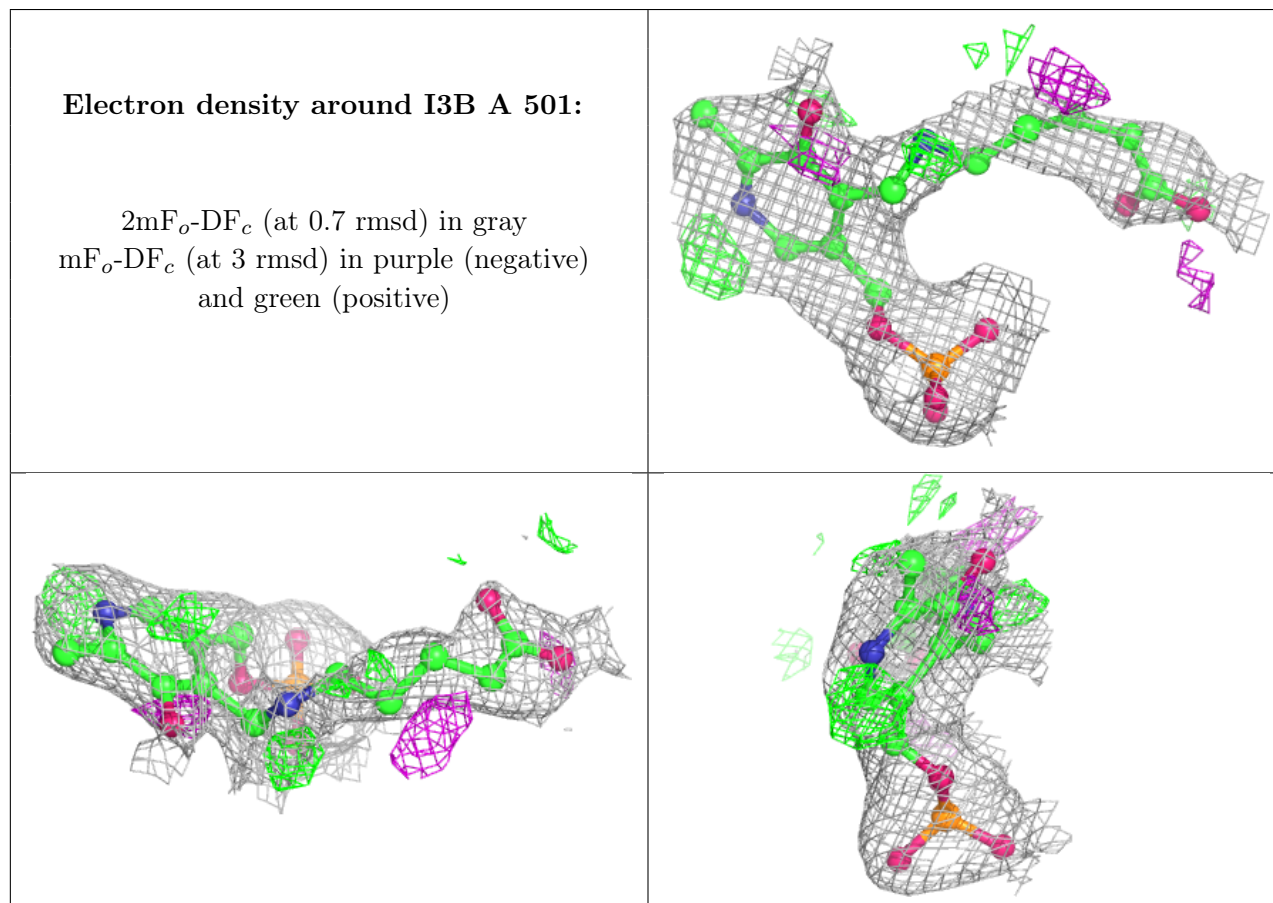 Electron density around I3B A 501:
2mFo-DFc (at 0.7 rmsd) in gray
mFo-DFc (at 3 rmsd) in purple (negative)
and green (positive)